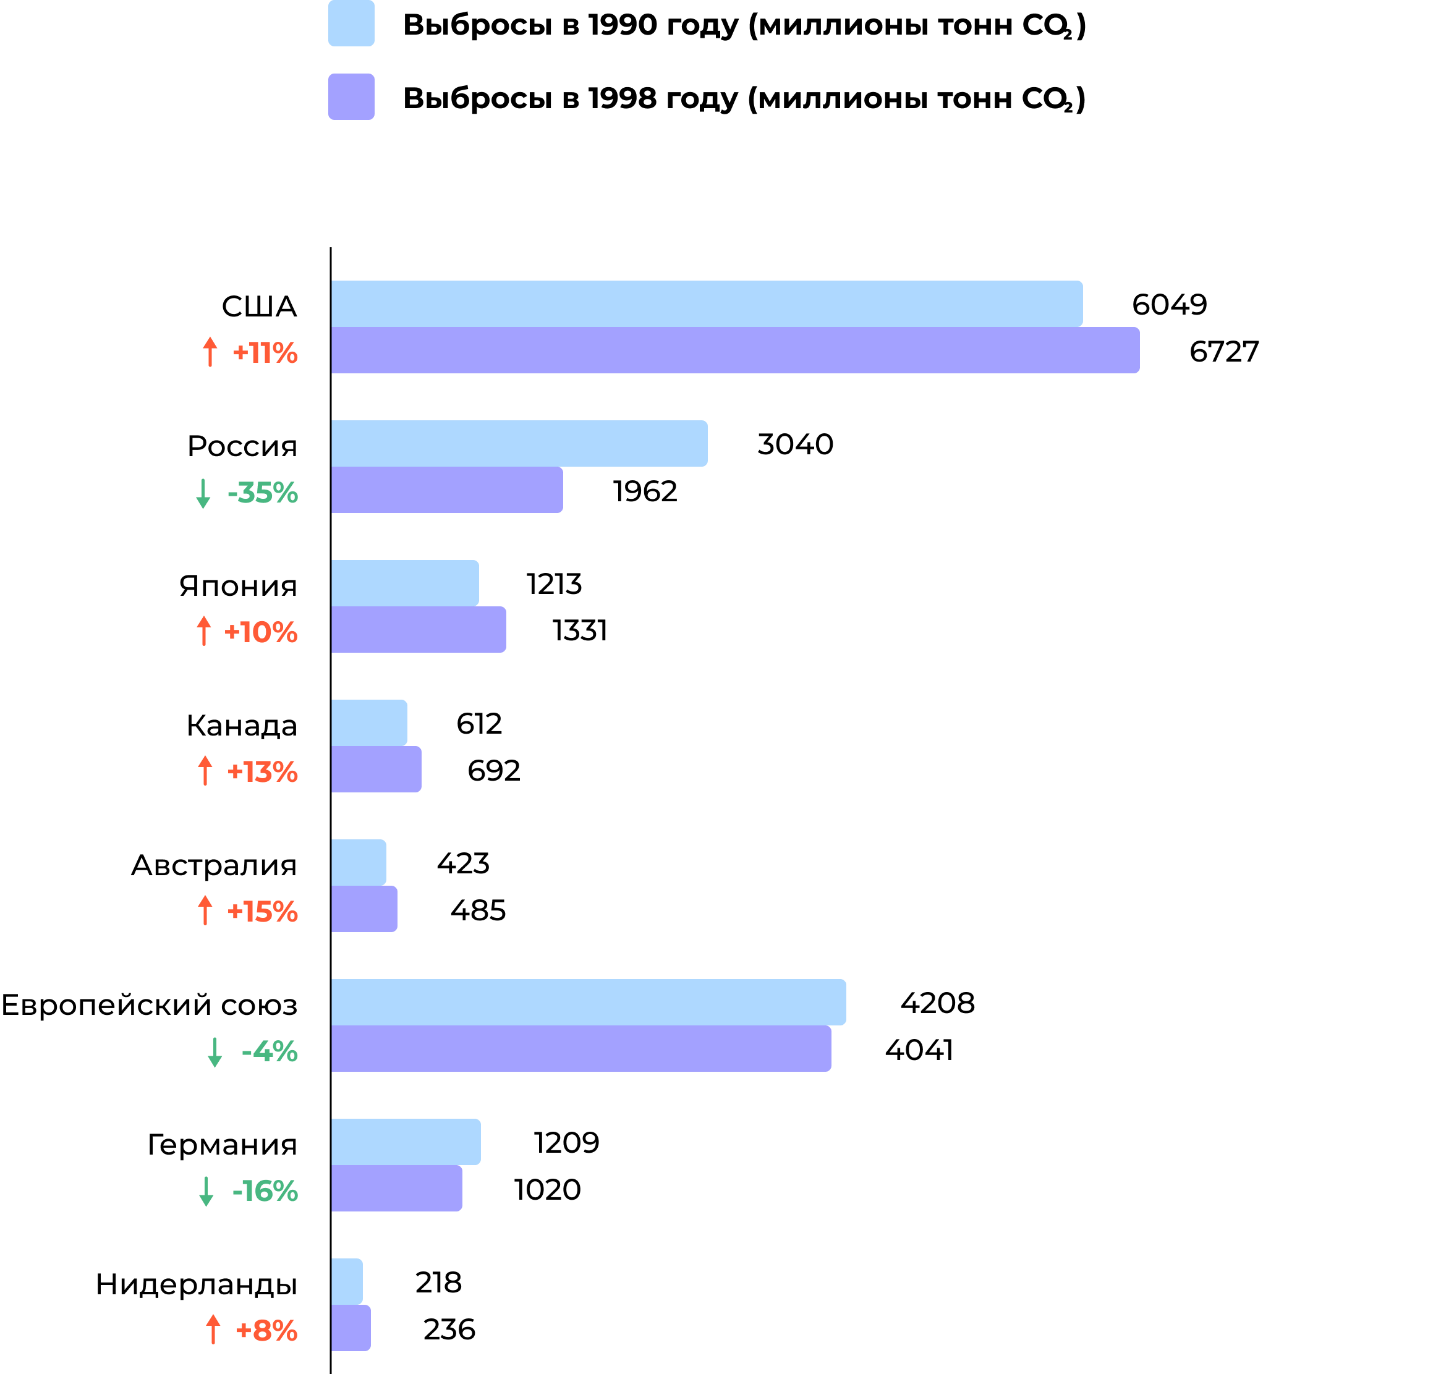 Выбросы в 1990 году (миллионы тонн CO₂)
Выбросы в 1998 году (миллионы тонн CO₂)
США
6049
+11%
6727
Россия
3040
-35%
1962
Япония
1213
+10%
1331
Канада
612
+13%
692
Австралия
423
+15%
485
Европейский союз
4208
-4%
4041
Германия
1209
-16%
1020
Нидерланды
218
+8%
236